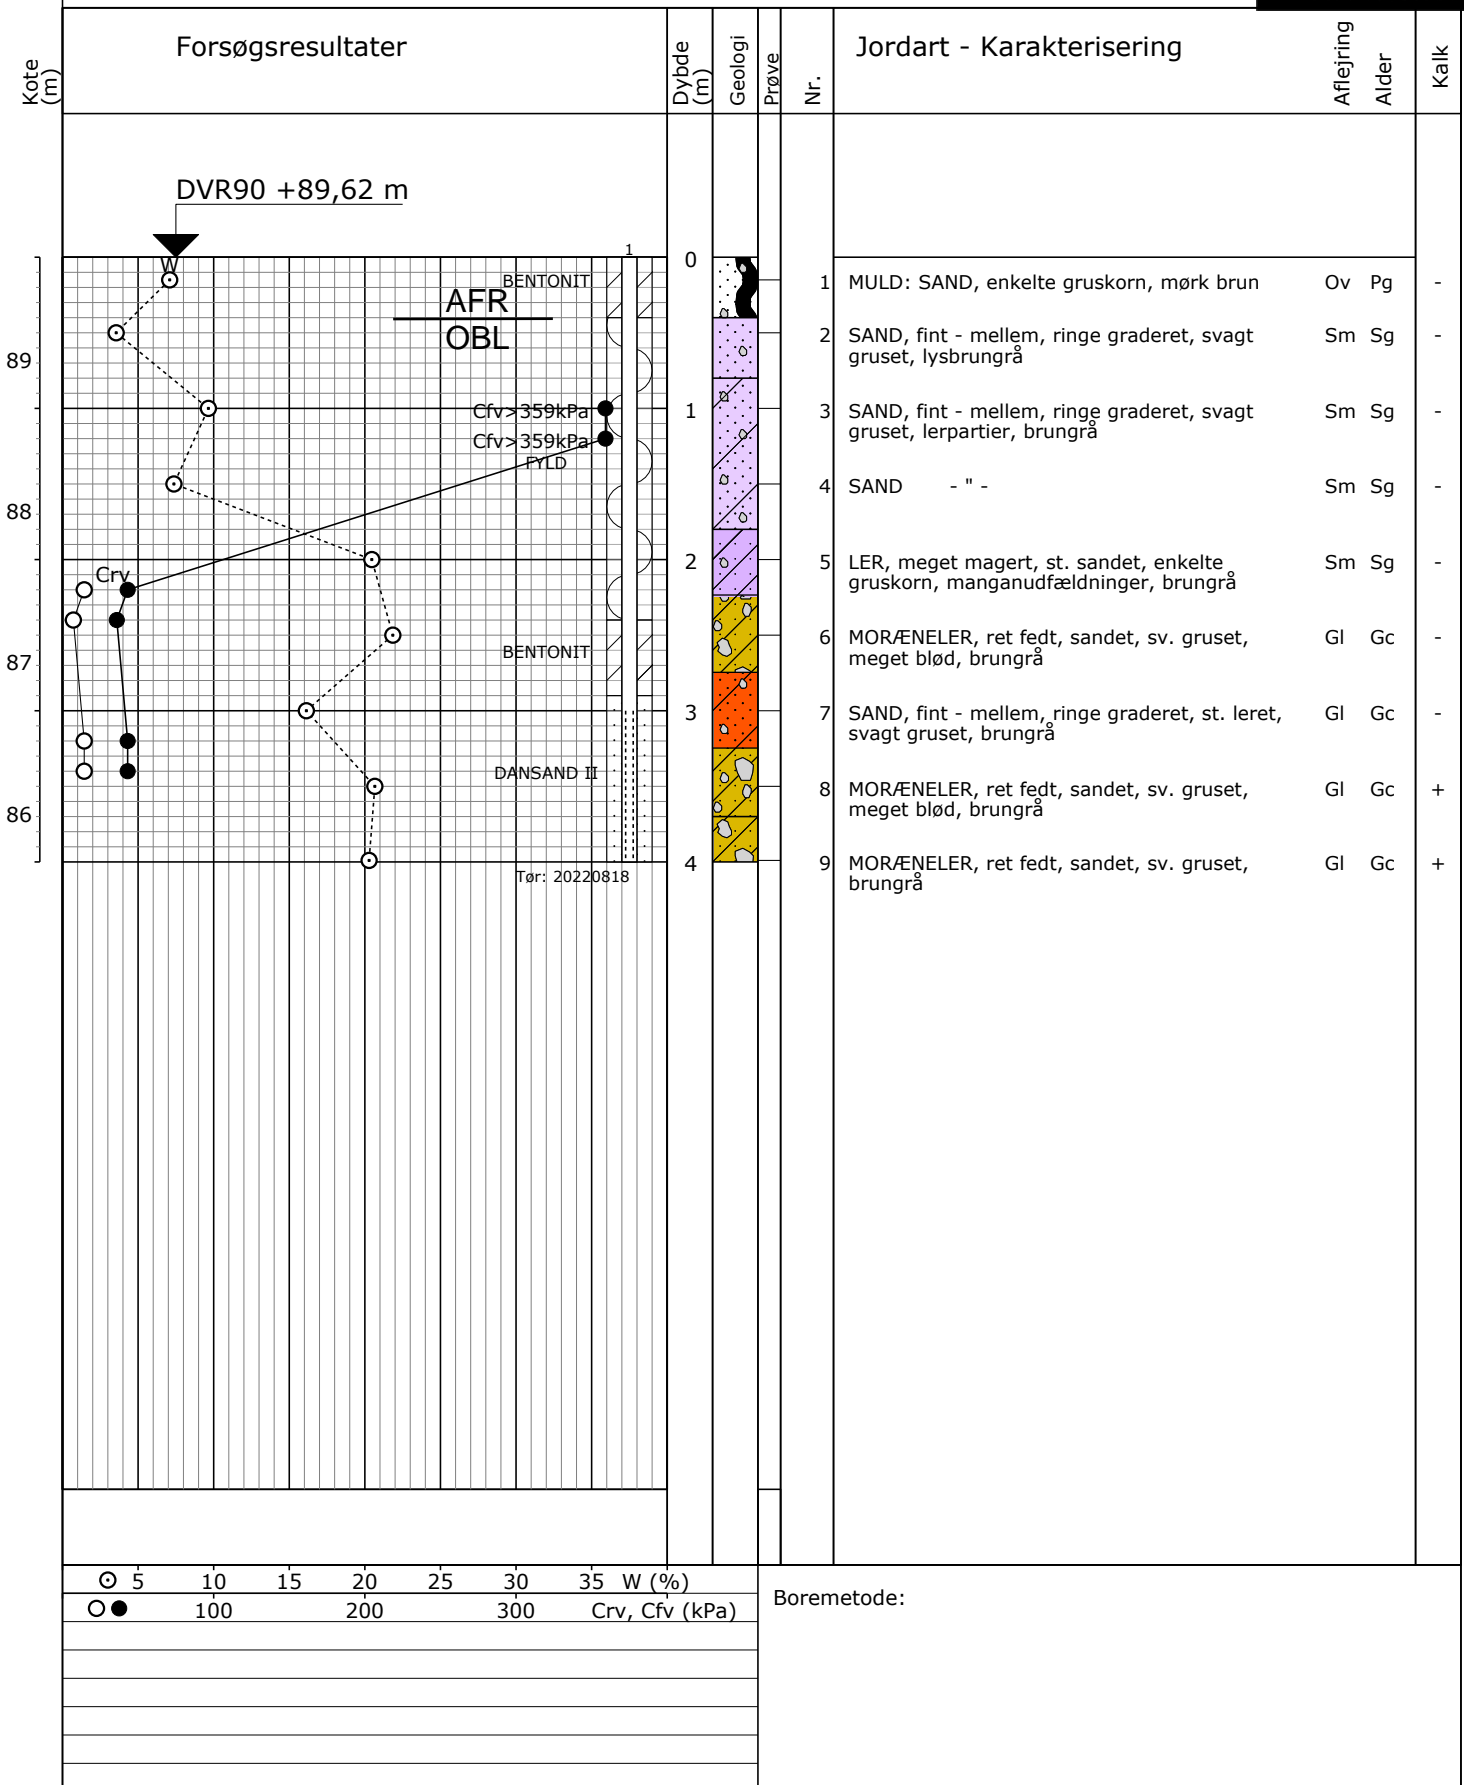 Kote
(m)
Forsøgsresultater
Dybde
(m)
Geologi
Prøve
Nr.
Jordart - Karakterisering
Aflejring
Alder
Kalk
DVR90 +89,62 m
W
1
BENTONIT
AFR
OBL
0
1 MULD: SAND, enkelte gruskorn, mørk brun Ov Pg -
89
2 SAND, fint - mellem, ringe graderet, svagt Sm Sg -
gruset, lysbrungrå
Cfv>359kPa
1
3 SAND, fint - mellem, ringe graderet, svagt Sm Sg -
gruset, lerpartier, brungrå
Cfv>359kPa
FYLD
4 SAND - " - Sm Sg -
88
2
5 LER, meget magert, st. sandet, enkelte Sm Sg -
gruskorn, manganudfældninger, brungrå
Crv
6 MORÆNELER, ret fedt, sandet, sv. gruset, Gl Gc -
meget blød, brungrå
BENTONIT
87
3
7 SAND, fint - mellem, ringe graderet, st. leret, Gl Gc -
svagt gruset, brungrå
DANSAND II
8 MORÆNELER, ret fedt, sandet, sv. gruset, Gl Gc +
meget blød, brungrå
86
4
9 MORÆNELER, ret fedt, sandet, sv. gruset, Gl Gc +
brungrå
Tør: 20220818
5 10 15 20 25 30 35 W (%)
100 200 300 Crv, Cfv (kPa)
Boremetode: